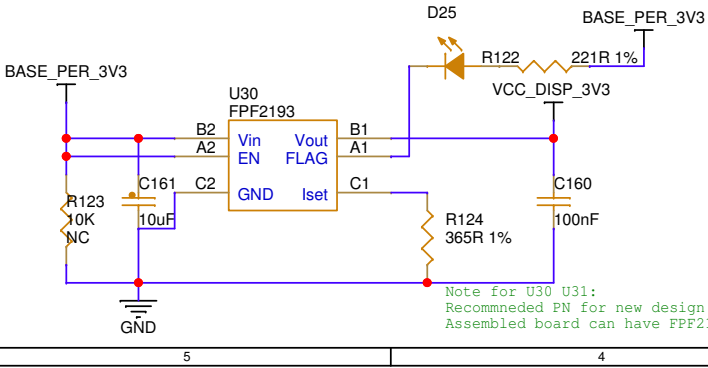 D25
BASE_PER_3V3
R122
221R 1%
BASE_PER_3V3
VCC_DISP_3V3
U30
FPF2193
B2
Vin
Vout
B1
A2
EN
FLAG
A1
C2
GND
Iset
C1
R123
10K
NC
C161
10uF
R124
365R 1%
C160
100nF
GND
Note for U30 U31:
Recommneded PN for new design
Assembled board can have FPF21
5
4